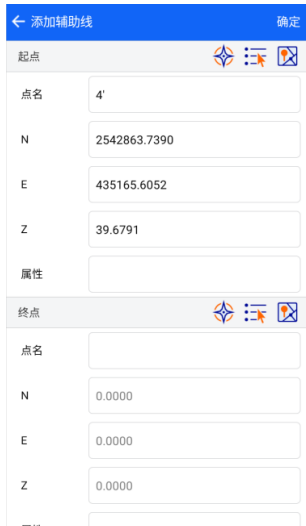 添加辅助线 确定
起点
点名 4'
N 2542863.7390
E 435165.6052
Z 39.6791
属性
终点
点名
N 0.0000
E 0.0000
Z 0.0000